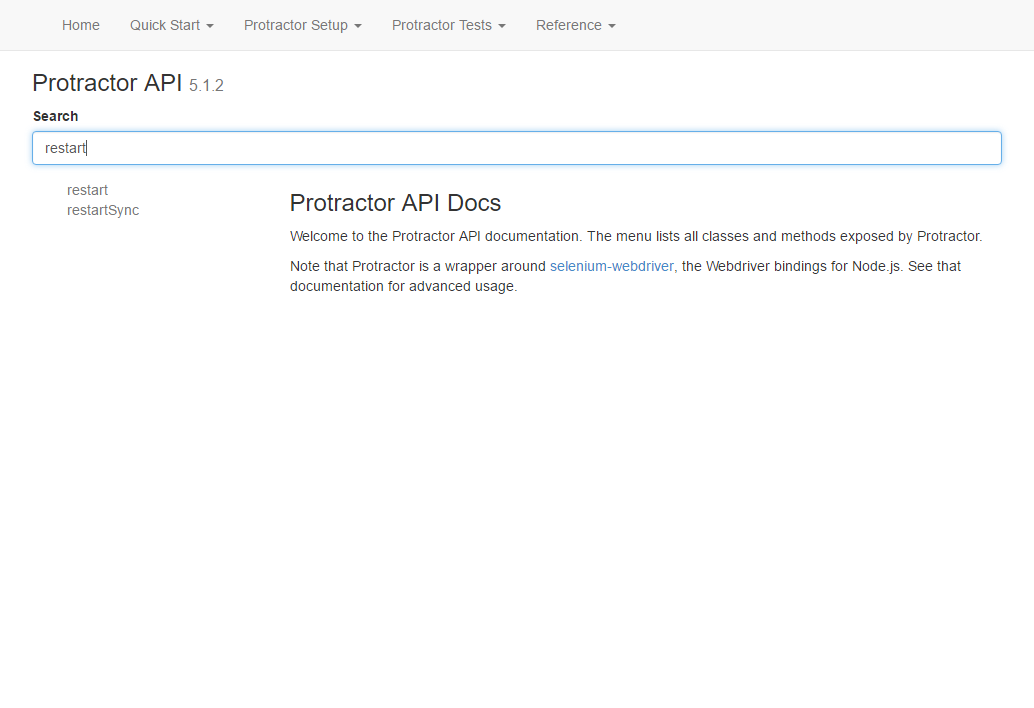 Home Quick Start Protractor Setup Protractor Tests Reference
Protractor API 5.1.2
Search
restart
restart
restartSync
Protractor API Docs
Welcome to the Protractor API documentation. The menu lists all classes and methods exposed by Protractor.
Note that Protractor is a wrapper around selenium-webdriver, the Webdriver bindings for Node.js. See that
documentation for advanced usage.